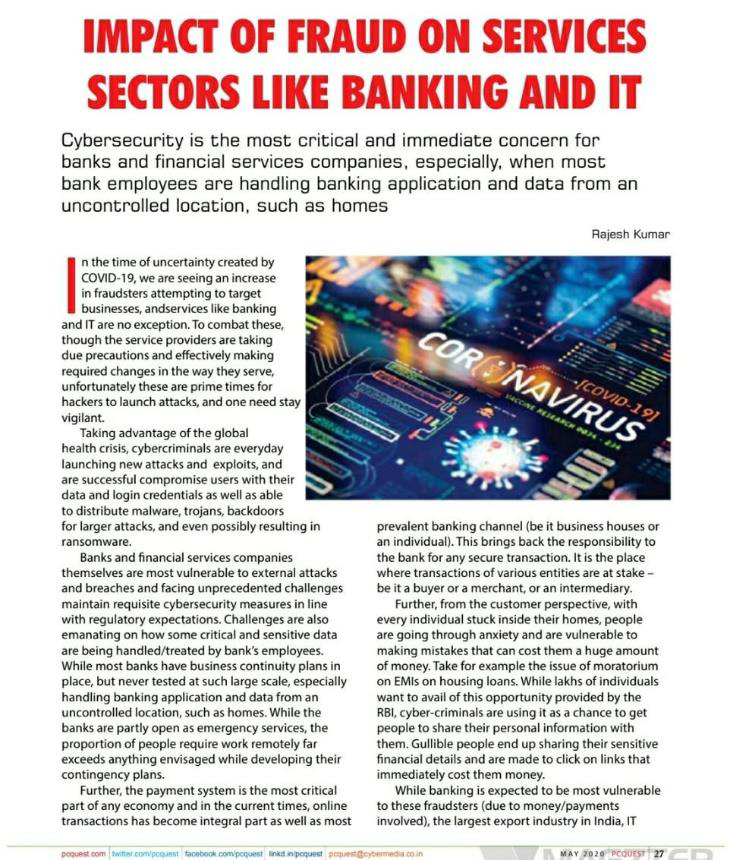 IMPACT OF FRAUD ON SERVICES
SECTORS LIKE BANKING AND IT
Cybersecurity is the most critical and immediate concern for
banks and financial services companies, especially, when most
bank employees are handling banking application and data from an
uncontrolled location, such as homes
Rajesh Kumar
In the time of uncertainty created by
COVID-19, we are seeing an increase
in fraudsters attempting to target
businesses, andservices like banking
and IT are no exception. To combat these,
though the service providers are taking
due precautions and effectively making
required changes in the way they serve,
unfortunately these are prime times for
hackers to launch attacks, and one need stay
vigilant.
Taking advantage of the global
health crisis, cybercriminals are everyday
launching new attacks and exploits, and
are successful compromise users with their
data and login credentials as well as able
to distribute malware, trojans, backdoors
for larger attacks, and even possibly resulting in
ransomware.
Banks and financial services companies
themselves are most vulnerable to external attacks
and breaches and facing unprecedented challenges
maintain requisite cybersecurity measures in line
with regulatory expectations. Challenges are also
emanating on how some critical and sensitive data
are being handled/treated by bank's employees.
While most banks have business continuity plans in
place, but never tested at such large scale, especially
handling banking application and data from an
uncontrolled location, such as homes. While the
banks are partly open as emergency services, the
proportion of people require work remotely far
exceeds anything envisaged while developing their
contingency plans.
Further, the payment system is the most critical
part of any economy and in the current times, online
transactions has become integral part as well as most
CORONAVIRUS
[COVID-19]
VACCINE RESEARCH
prevalent banking channel (be it business houses or
an individual). This brings back the responsibility to
the bank for any secure transaction. It is the place
where transactions of various entities are at stake –
be it a buyer or a merchant, or an intermediary.
Further, from the customer perspective, with
every individual stuck inside their homes, people
are going through anxiety and are vulnerable to
making mistakes that can cost them a huge amount
of money. Take for example the issue of moratorium
on EMIs on housing loans. While lakhs of individuals
want to avail of this opportunity provided by the
RBI, cyber-criminals are using it as a chance to get
people to share their personal information with
them. Gullible people end up sharing their sensitive
financial details and are made to click on links that
immediately cost them money.
While banking is expected to be most vulnerable
to these fraudsters (due to money/payments
involved), the largest export industry in India, IT
pcquest.com | twitter.com/pcquest | facebook.com/pcquest | linkd.in/pcquest | pcquest@cybermedia.co.in
MAY 2020 PCQUEST 27